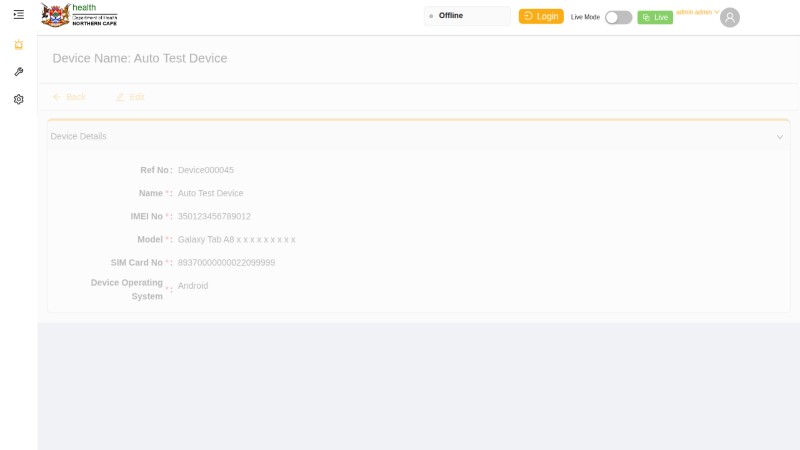 health
Department of Health
NORTHERN CAPE
Offline
Login
Live Mode
Live
admin admin
Device Name: Auto Test Device
Back
Edit
Device Details
Ref No: Device000045
Name *: Auto Test Device
IMEI No *: 350123456789012
Model *: Galaxy Tab A8 x x x x x x x x x
SIM Card No *: 89370000000022099999
Device Operating
System *: Android